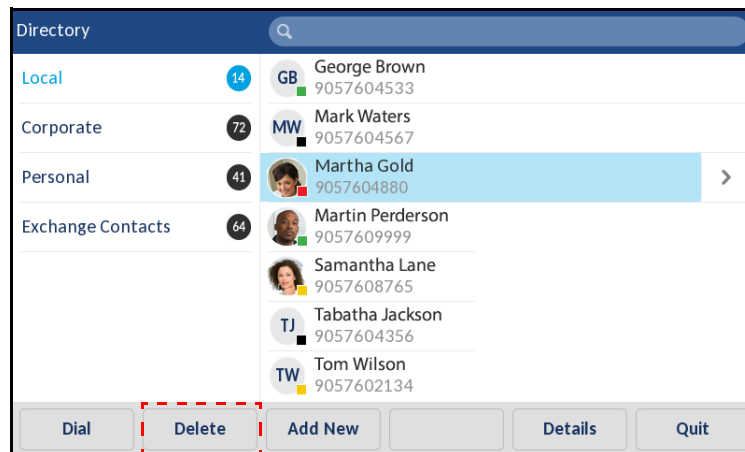 Directory
Local 14
Corporate 72
Personal 41
Exchange Contacts 64
GB George Brown
9057604533
MW Mark Waters
9057604567
Martha Gold
9057604880
Martin Perderson
9057609999
Samantha Lane
9057608765
TJ Tabatha Jackson
9057604356
TW Tom Wilson
9057602134
Dial Delete Add New Details Quit